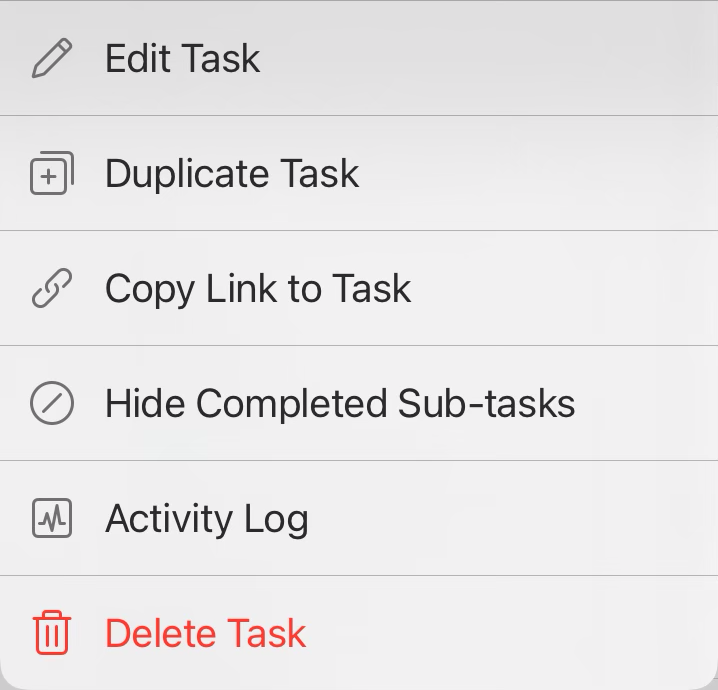 Edit Task
Duplicate Task
Copy Link to Task
Hide Completed Sub-tasks
Activity Log
Delete Task